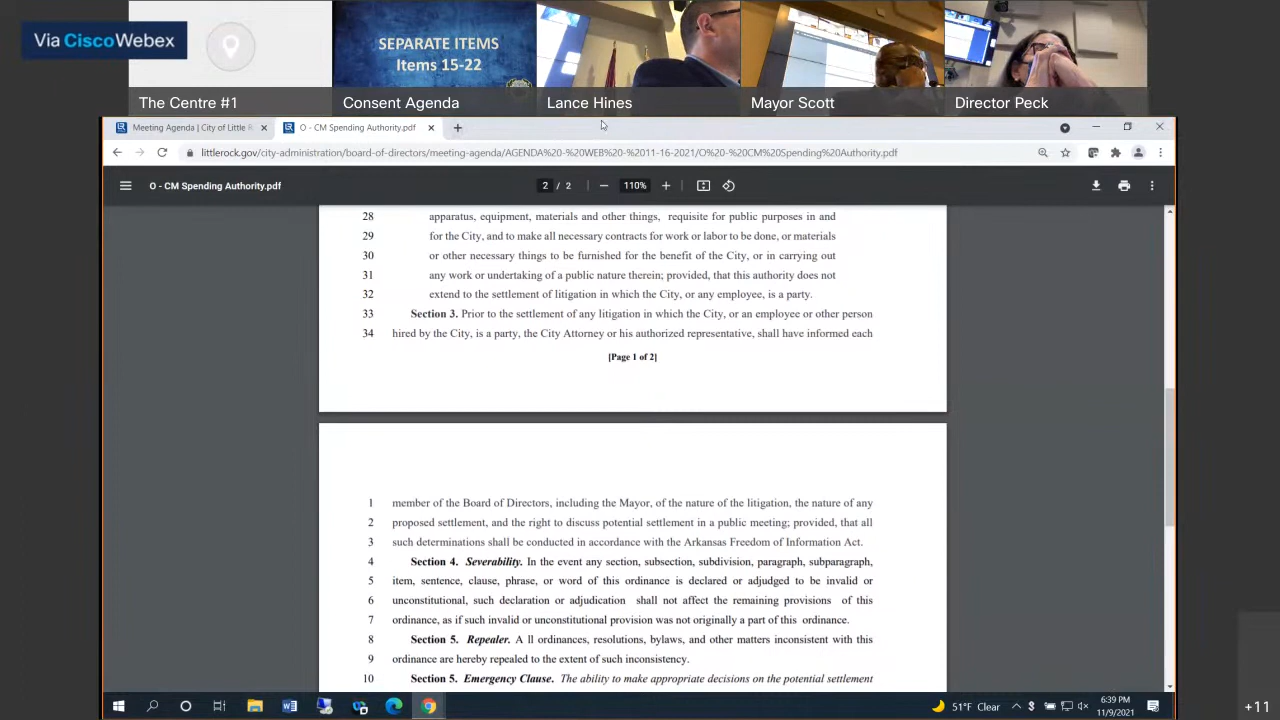 Via CiscoWebex
SEPARATE ITEMS
Items 15-22
The Centre #1
Consent Agenda
Lance Hines
Mayor Scott
Director Peck
Meeting Agenda | City of Little R
O - CM Spending Authority.pdf
littlerock.gov/city-administration/board-of-directors/meeting-agenda/AGENDA%20-%20WEB%20-%2011-16-2021/O%20-%20CM%20Spending%20Authority.pdf
O - CM Spending Authority.pdf
2 / 2
110%
28 apparatus, equipment, materials and other things, requisite for public purposes in and
29 for the City, and to make all necessary contracts for work or labor to be done, or materials
30 or other necessary things to be furnished for the benefit of the City, or in carrying out
31 any work or undertaking of a public nature therein; provided, that this authority does not
32 extend to the settlement of litigation in which the City, or any employee, is a party.
33 Section 3. Prior to the settlement of any litigation in which the City, or an employee or other person
34 hired by the City, is a party, the City Attorney or his authorized representative, shall have informed each
[Page 1 of 2]
1 member of the Board of Directors, including the Mayor, of the nature of the litigation, the nature of any
2 proposed settlement, and the right to discuss potential settlement in a public meeting; provided, that all
3 such determinations shall be conducted in accordance with the Arkansas Freedom of Information Act.
4 Section 4. Severability. In the event any section, subsection, subdivision, paragraph, subparagraph,
5 item, sentence, clause, phrase, or word of this ordinance is declared or adjudged to be invalid or
6 unconstitutional, such declaration or adjudication shall not affect the remaining provisions of this
7 ordinance, as if such invalid or unconstitutional provision was not originally a part of this ordinance.
8 Section 5. Repealer. A ll ordinances, resolutions, bylaws, and other matters inconsistent with this
9 ordinance are hereby repealed to the extent of such inconsistency.
10 Section 5. Emergency Clause. The ability to make appropriate decisions on the potential settlement
51°F Clear
6:39 PM
11/9/2021
+11